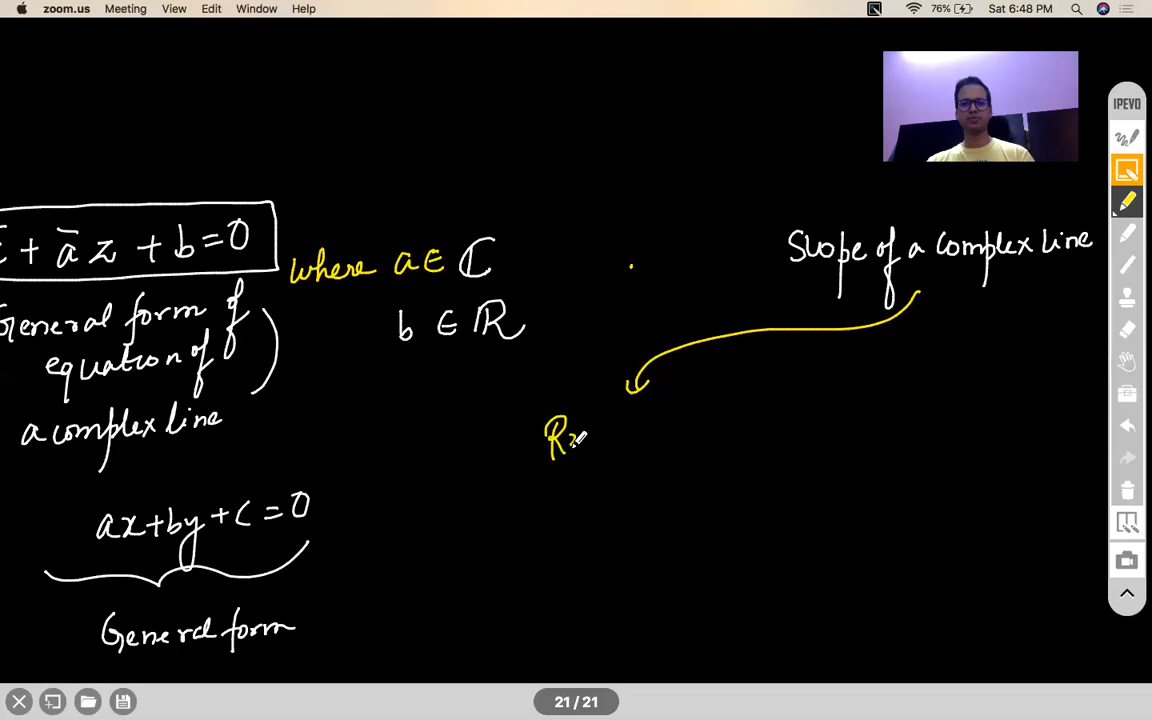 zoom.us Meeting View Edit Window Help 76% Sat 6:48 PM
IPEVO
+ a̅ z + b = 0
where a ∈ ℂ
b ∈ ℝ
Slope of a complex line
General form of
equation of
a complex line
R
ax+by+c=0
General form
21 / 21